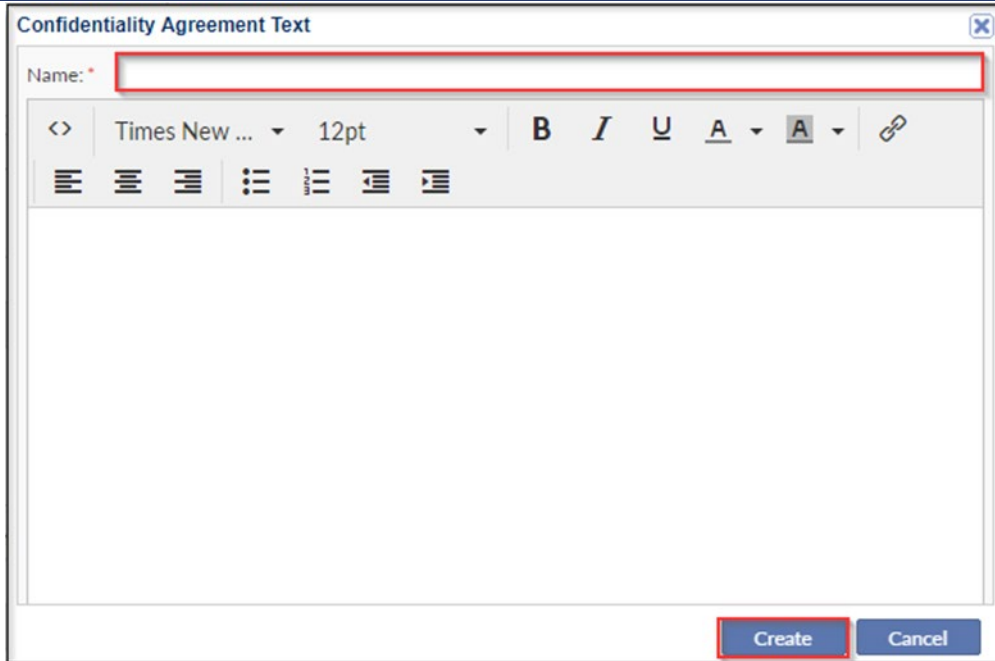 Confidentiality Agreement Text
Name: *
Times New ... 12pt B I U A A
Create Cancel